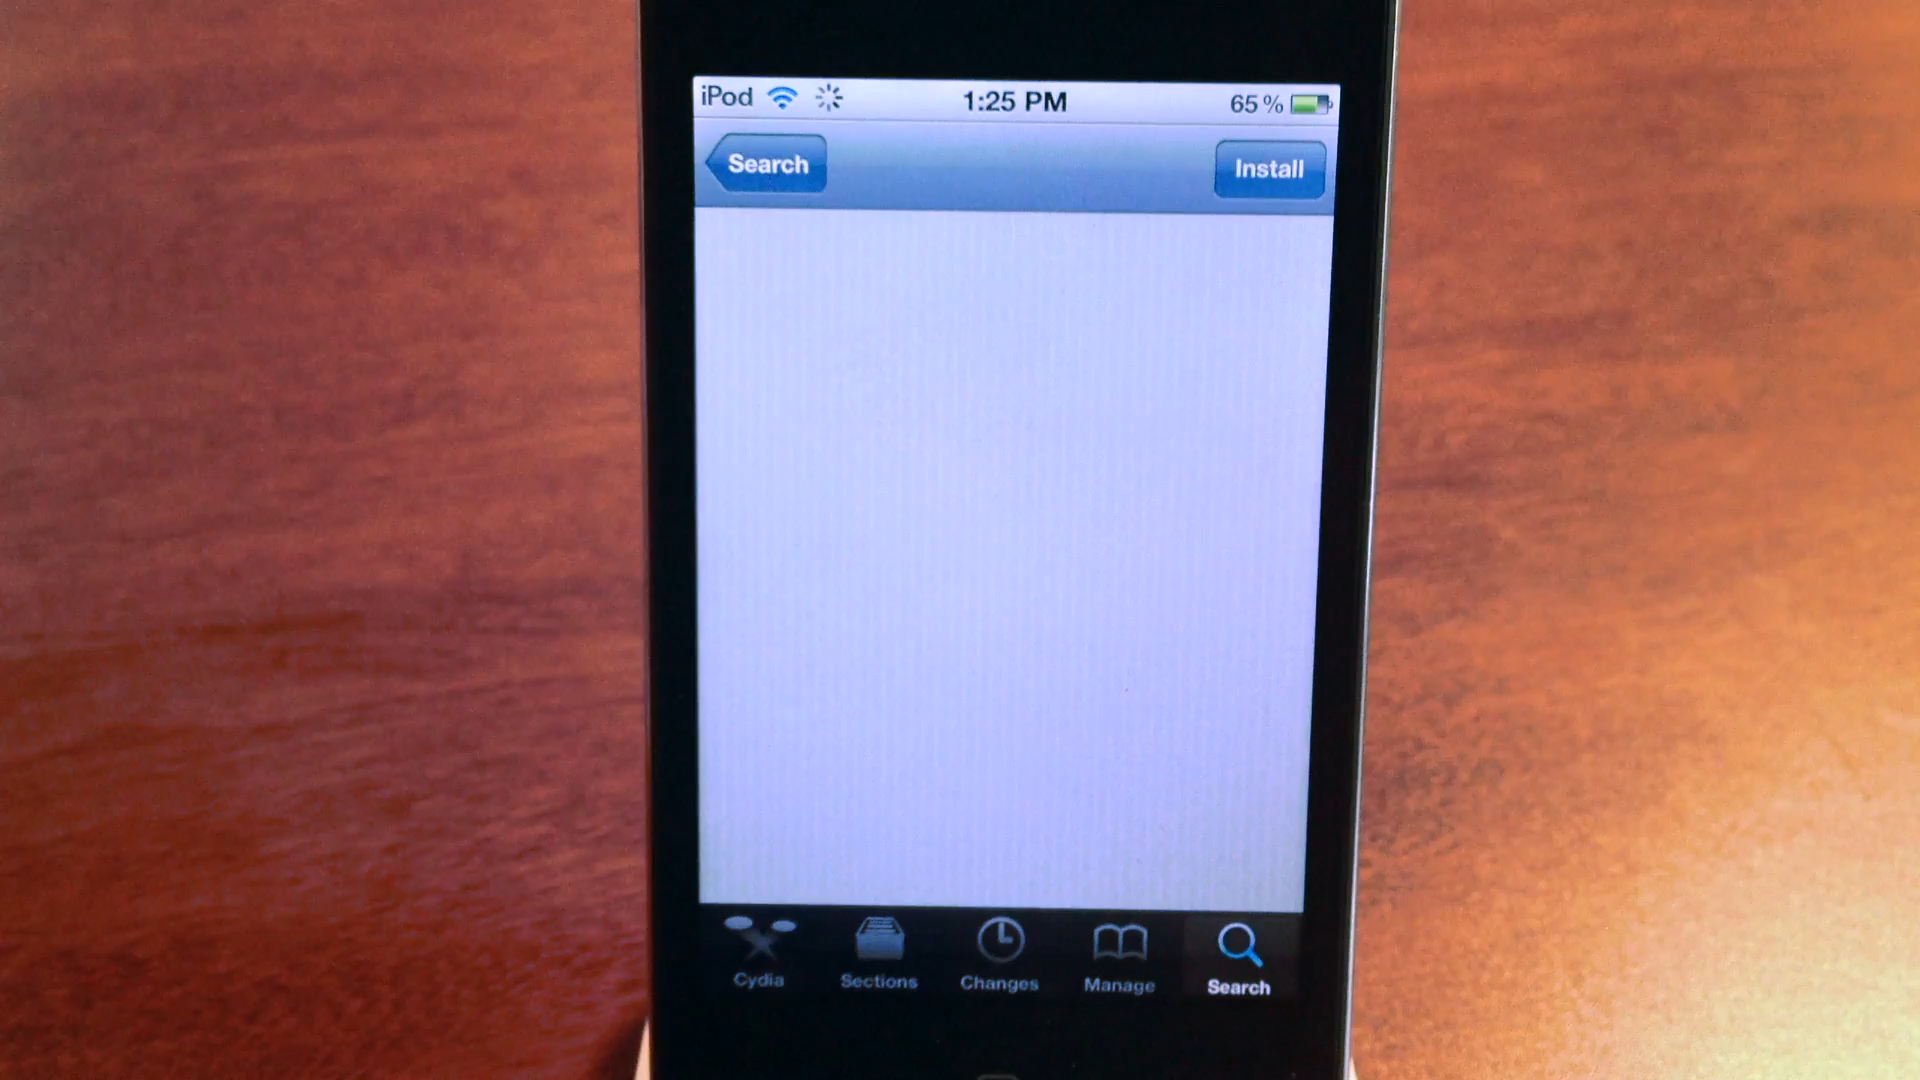 iPod 1:25 PM 65%
Search Install
Cydia Sections Changes Manage Search